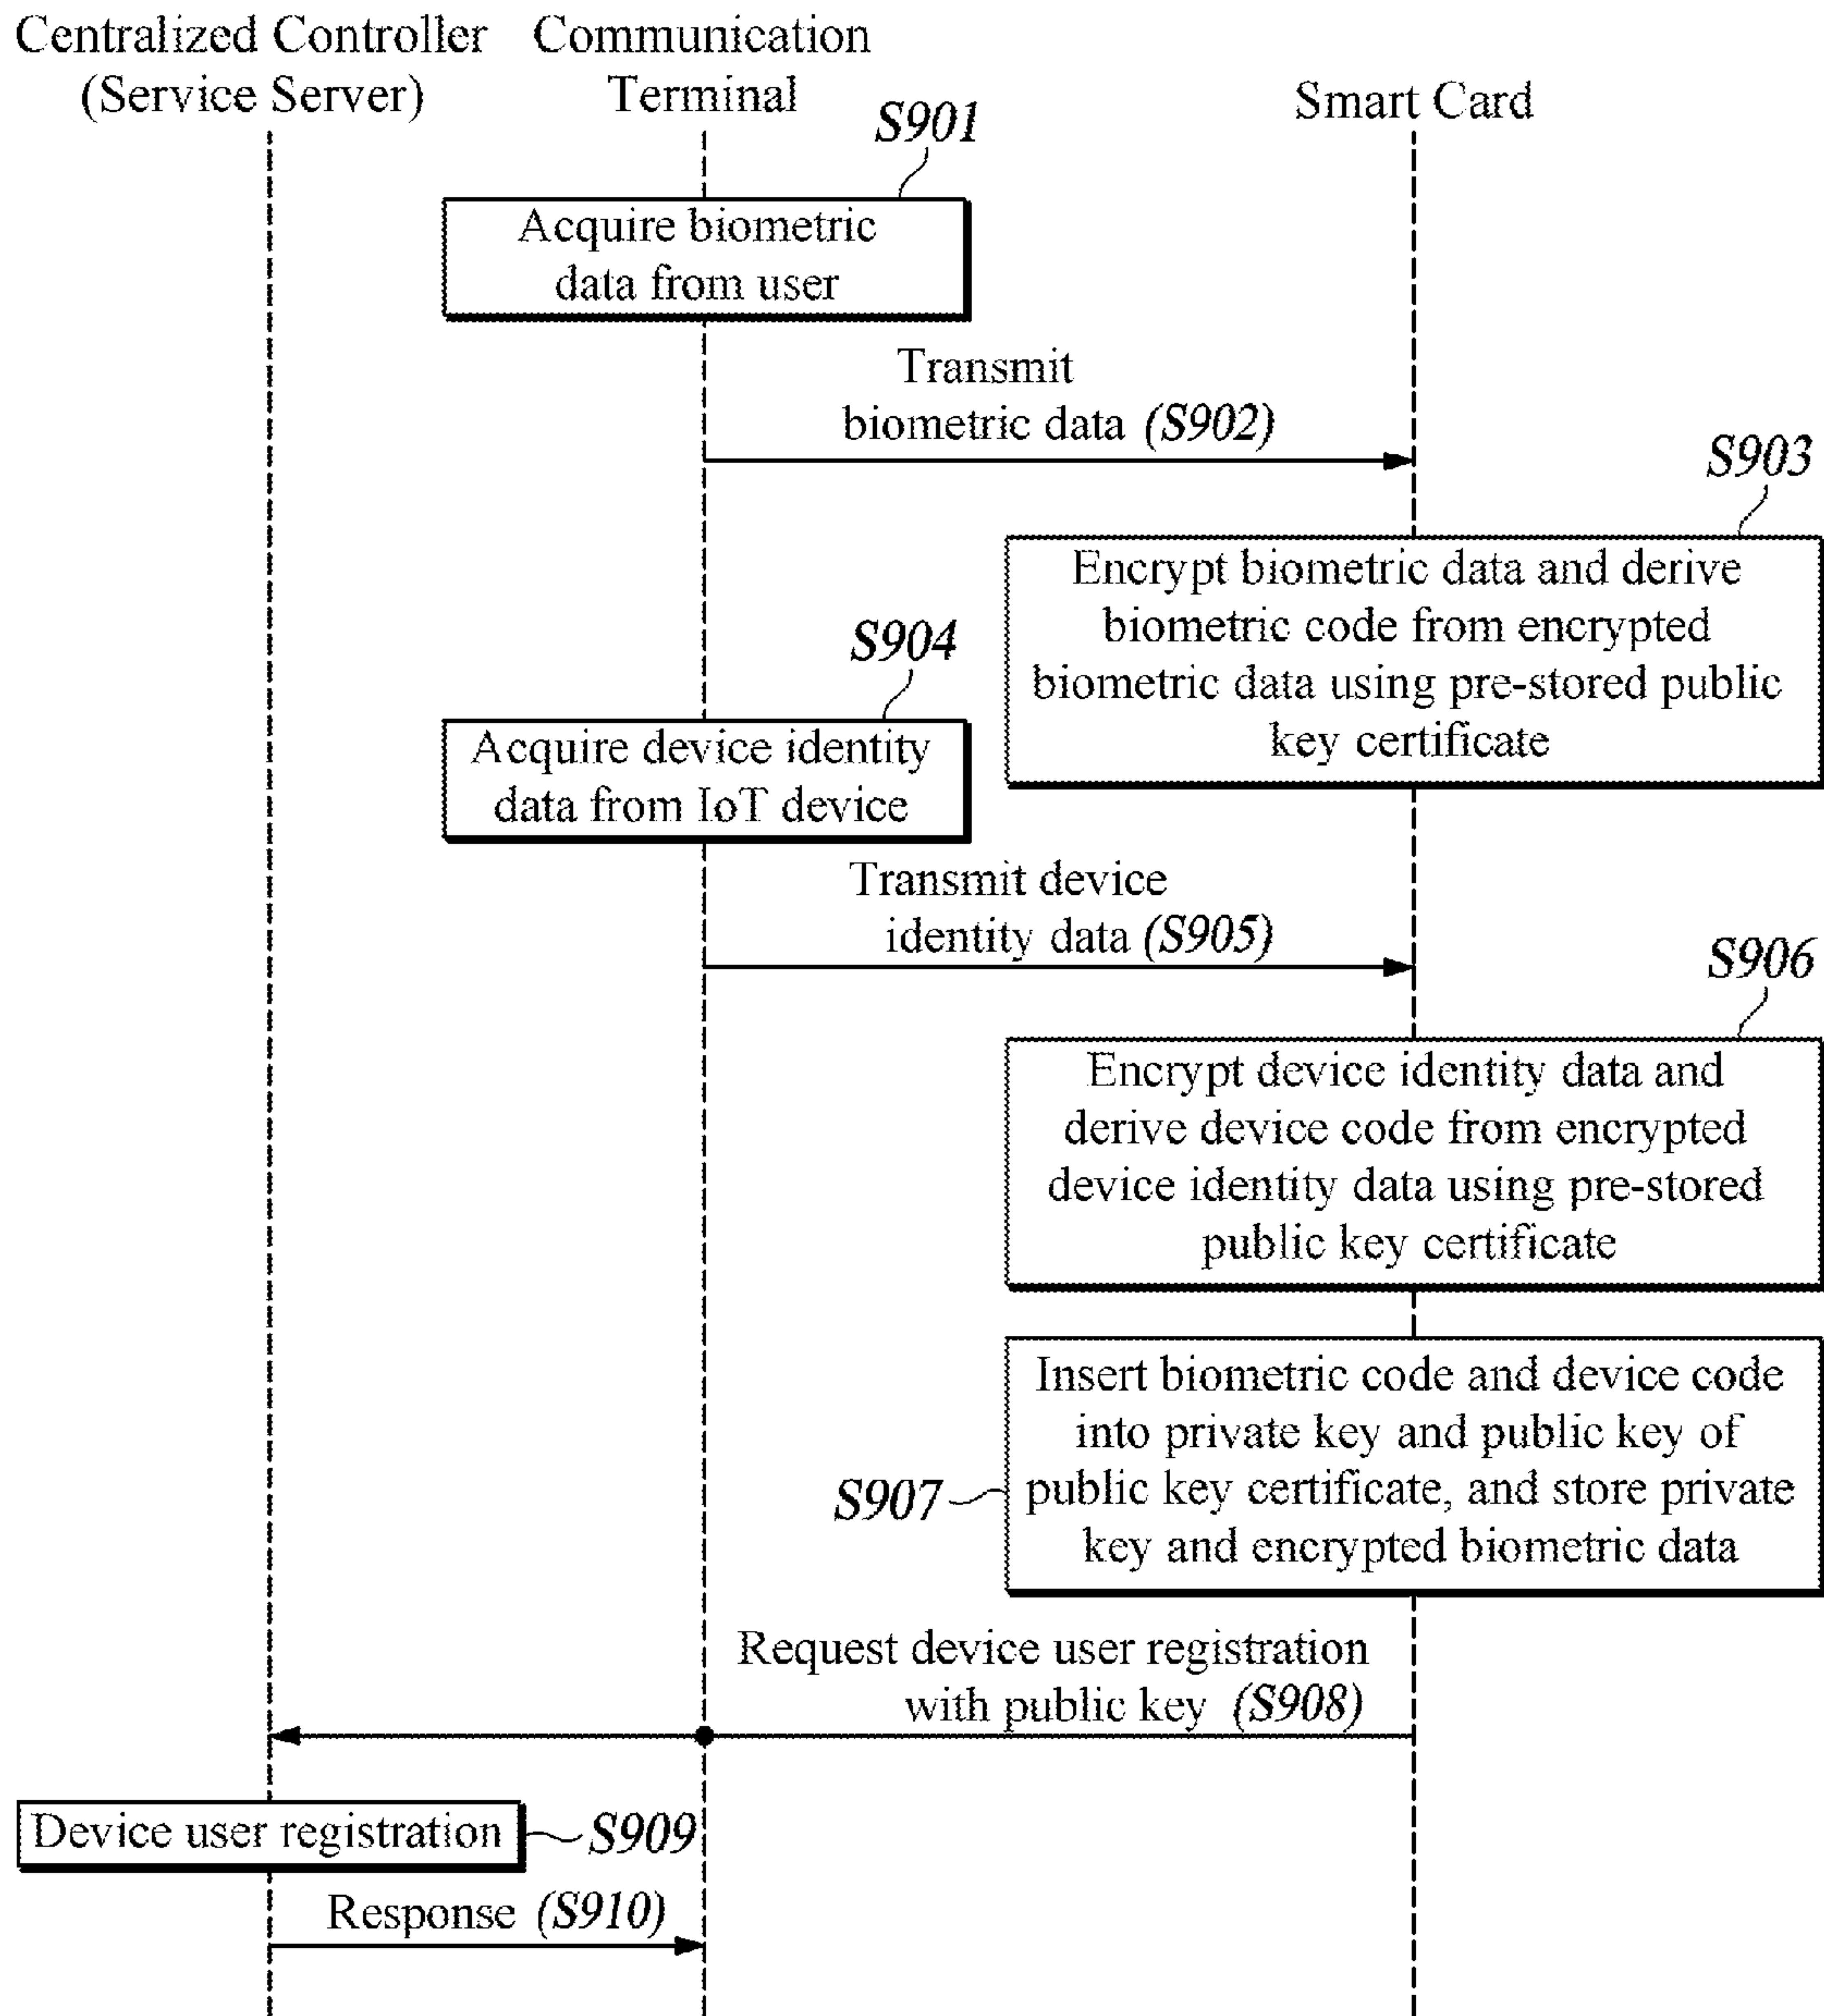 Centralized Controller
(Service Server)
Communication
Terminal
Smart Card
S901
Acquire biometric
data from user
Transmit
biometric data (S902)
S903
Encrypt biometric data and derive
biometric code from encrypted
biometric data using pre-stored public
key certificate
S904
Acquire device identity
data from IoT device
Transmit device
identity data (S905)
S906
Encrypt device identity data and
derive device code from encrypted
device identity data using pre-stored
public key certificate
Insert biometric code and device code
into private key and public key of
public key certificate, and store private
key and encrypted biometric data
S907
Request device user registration
with public key (S908)
Device user registration
S909
Response (S910)